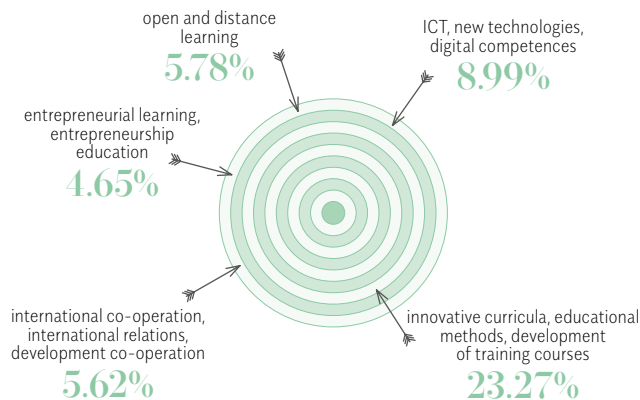 open and distance
learning
5.78%
ICT, new technologies,
digital competences
8.99%
entrepreneurial learning,
entrepreneurship
education
4.65%
international co-operation,
international relations,
development co-operation
5.62%
innovative curricula, educational
methods, development
of training courses
23.27%